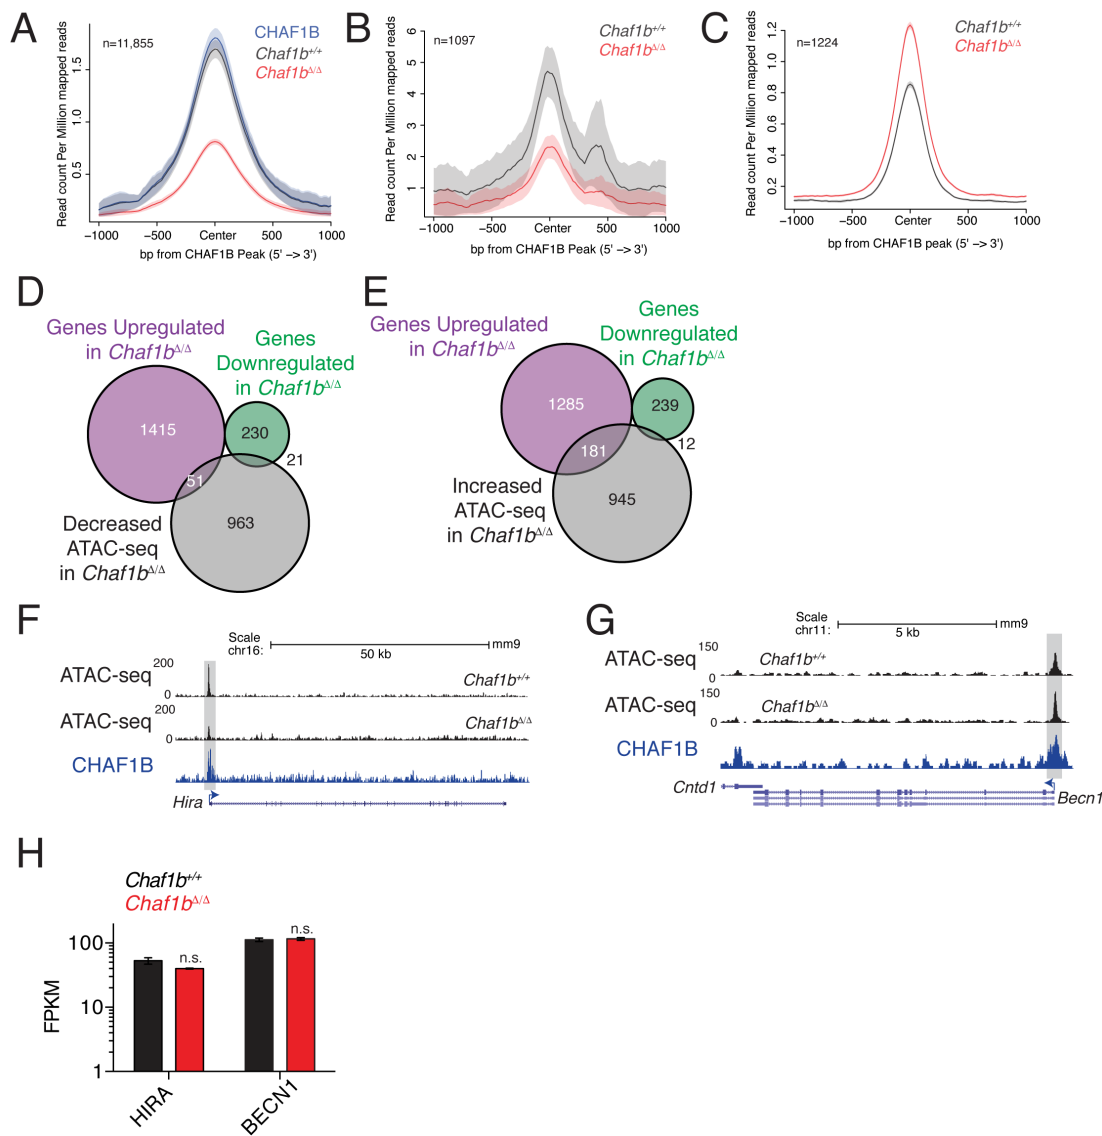 A
n=11,855
CHAF1B
Chaf1b+/+
Chaf1bΔ/Δ
Read count Per Million mapped reads
1.5
1.0
0.5
−1000 −500 Center 500 1000
bp from CHAF1B Peak (5' −> 3')
B
n=1097
Chaf1b+/+
Chaf1bΔ/Δ
Read count Per Million mapped reads
6
5
4
3
2
1
−1000 −500 Center 500 1000
bp from CHAF1B Peak (5' −> 3')
C
n=1224
Chaf1b+/+
Chaf1bΔ/Δ
Read count Per Million mapped reads
1.2
1.0
0.8
0.6
0.4
0.2
−1000 −500 Center 500 1000
bp from CHAF1B peak (5' −> 3')
D
Genes Upregulated
in Chaf1bΔ/Δ
Genes
Downregulated
in Chaf1bΔ/Δ
1415
230
21
51
963
Decreased
ATAC-seq
in Chaf1bΔ/Δ
E
Genes Upregulated
in Chaf1bΔ/Δ
Genes
Downregulated
in Chaf1bΔ/Δ
1285
239
12
181
945
Increased
ATAC-seq
in Chaf1bΔ/Δ
F
Scale
chr16:
50 kb
mm9
ATAC-seq
200
0
Chaf1b+/+
ATAC-seq
200
0
Chaf1bΔ/Δ
CHAF1B
Hira
G
Scale
chr11:
5 kb
mm9
ATAC-seq
150
0
Chaf1b+/+
ATAC-seq
150
0
Chaf1bΔ/Δ
CHAF1B
Cntd1
Becn1
H
Chaf1b+/+
Chaf1bΔ/Δ
FPKM
100
10
1
n.s.
n.s.
HIRA
BECN1